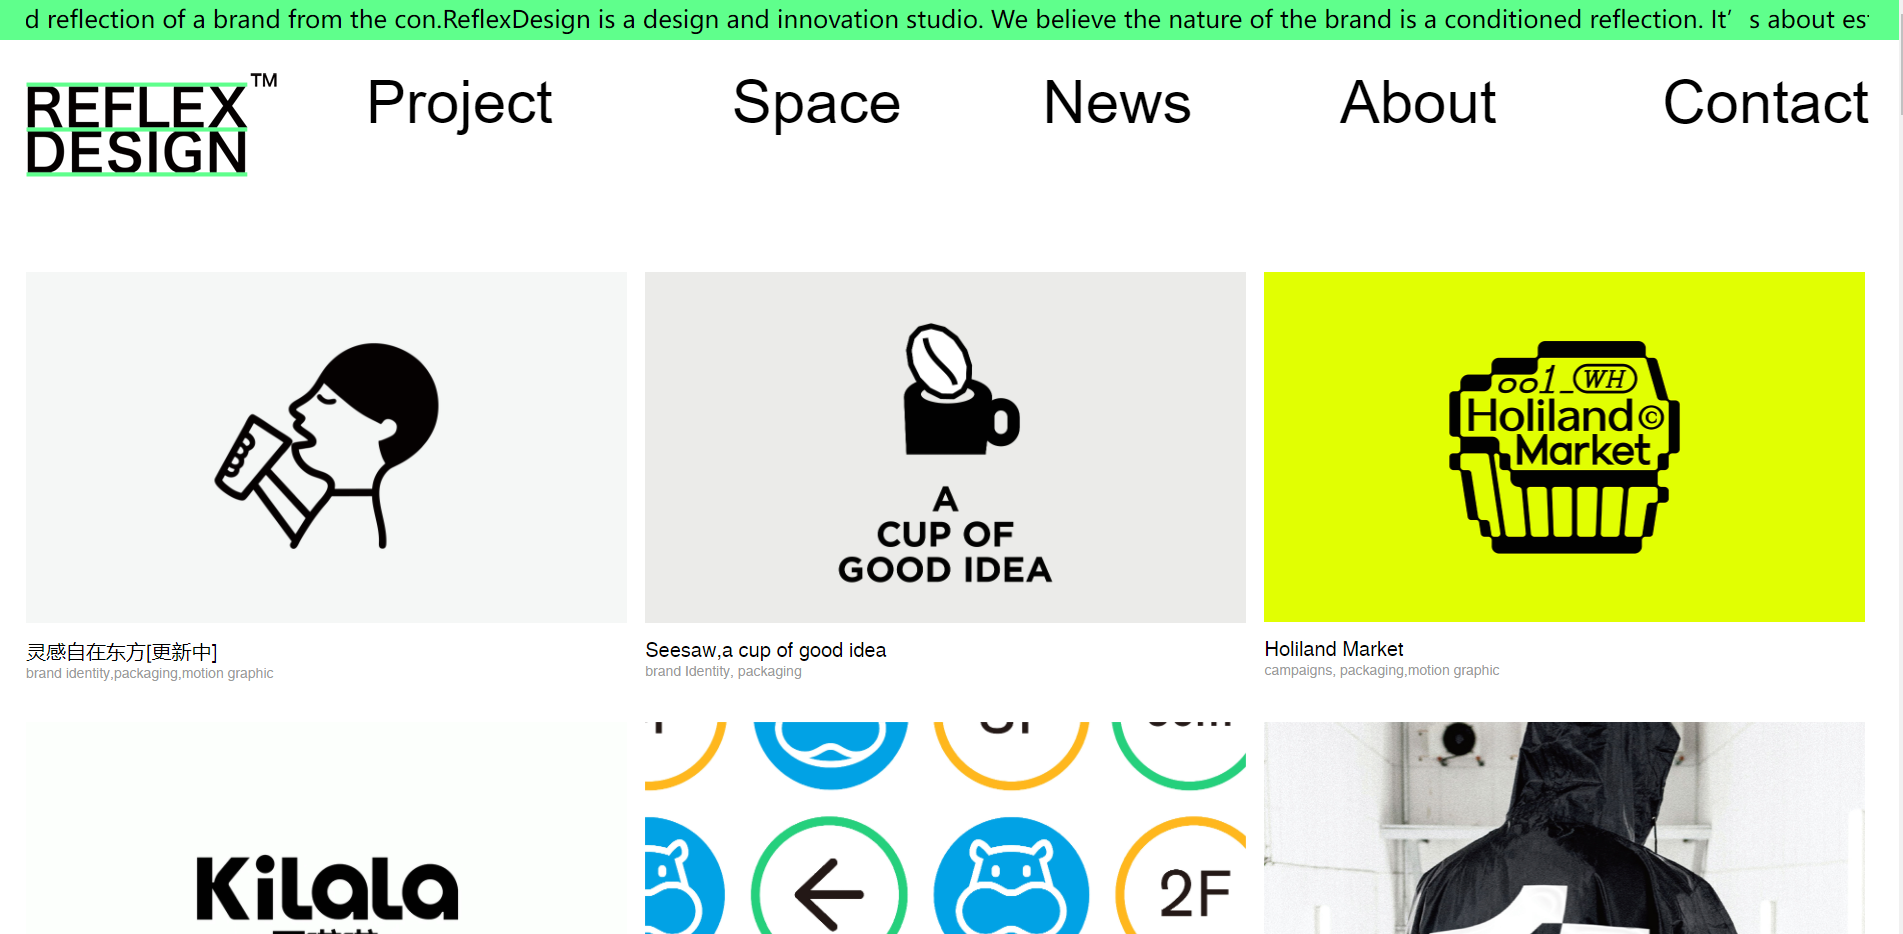 d reflection of a brand from the con.ReflexDesign is a design and innovation studio. We believe the nature of the brand is a conditioned reflection. It’s about es
REFLEX
DESIGN
TM
Project
Space
News
About
Contact
A
CUP OF
GOOD IDEA
001_WH
Holiland©
Market
灵感自在东方[更新中]
brand identity,packaging,motion graphic
Seesaw,a cup of good idea
brand Identity, packaging
Holiland Market
campaigns, packaging,motion graphic
KiLaLa
2F